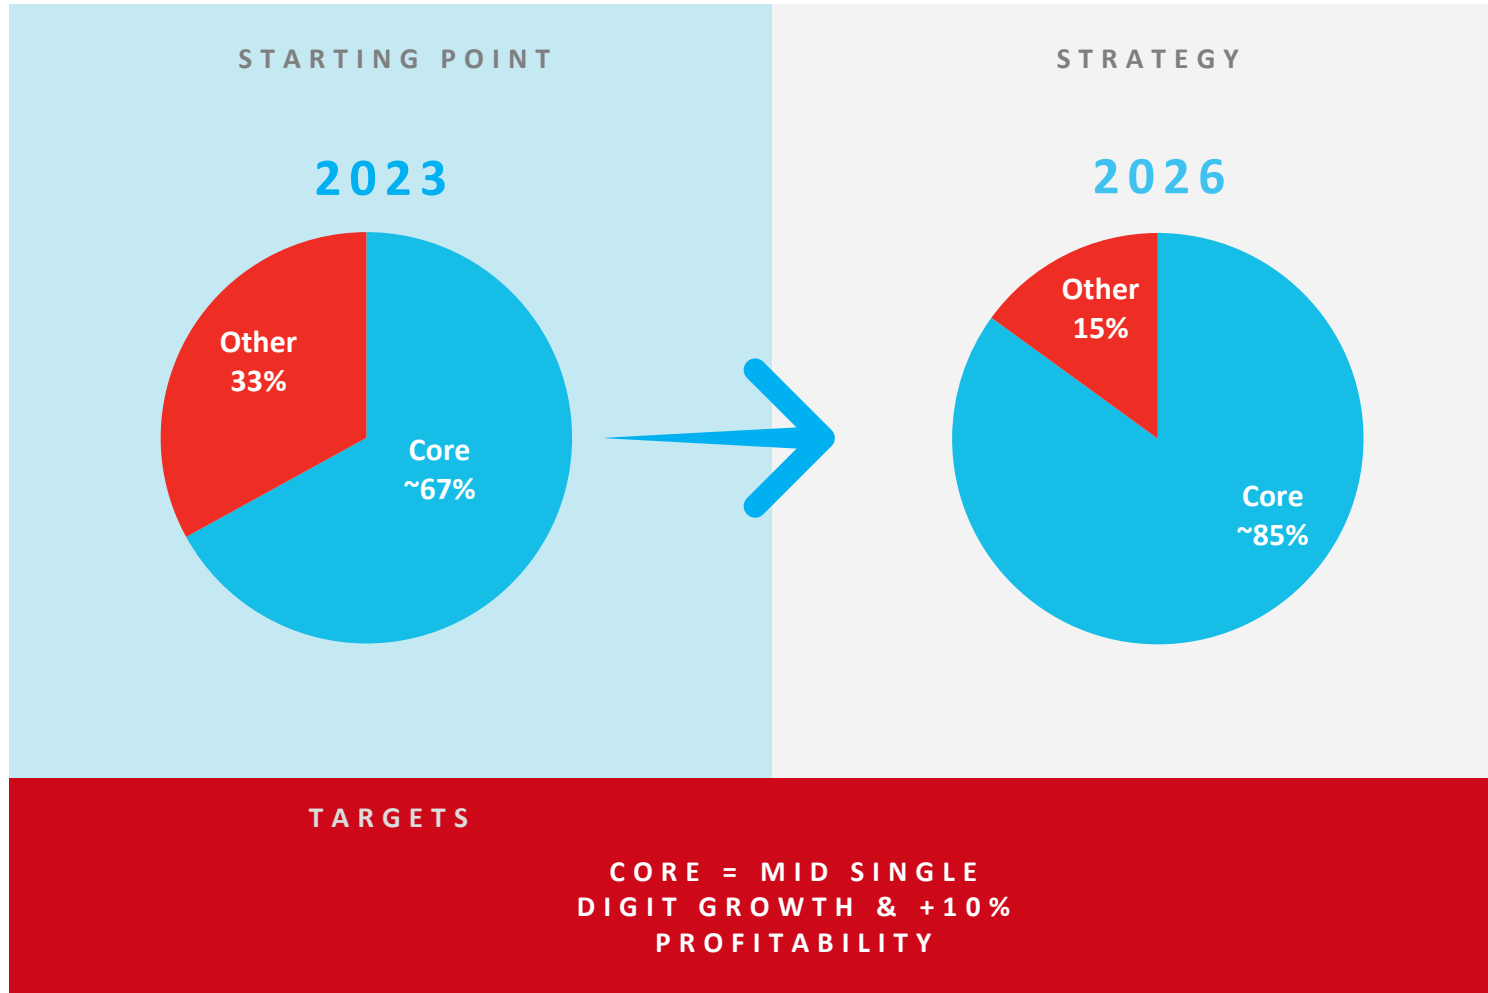 STARTING POINT
2023
Other
33%
Core
~67%
STRATEGY
2026
Other
15%
Core
~85%
TARGETS
CORE = MID SINGLE
DIGIT GROWTH & +10%
PROFITABILITY